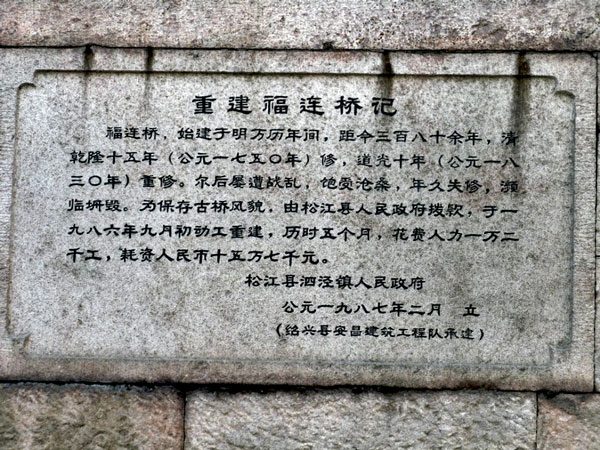 重建福连桥记
福连桥，始建于明万历年间，距今三百八十余年，清
乾隆十五年（公元一七五〇年）修，道光十年（公元一八
三〇年）重修。尔后屡遭战乱，饱受沧桑，年久失修，濒
临坍毁。为保存古桥风貌，由松江县人民政府拨款，于一
九八六年九月初动工重建，历时五个月，花费人力一万二
千工，耗资人民币十五万七千元。
松江县泗泾镇人民政府
公元一九八七年二月 立
（绍兴县安昌建筑工程队承建）